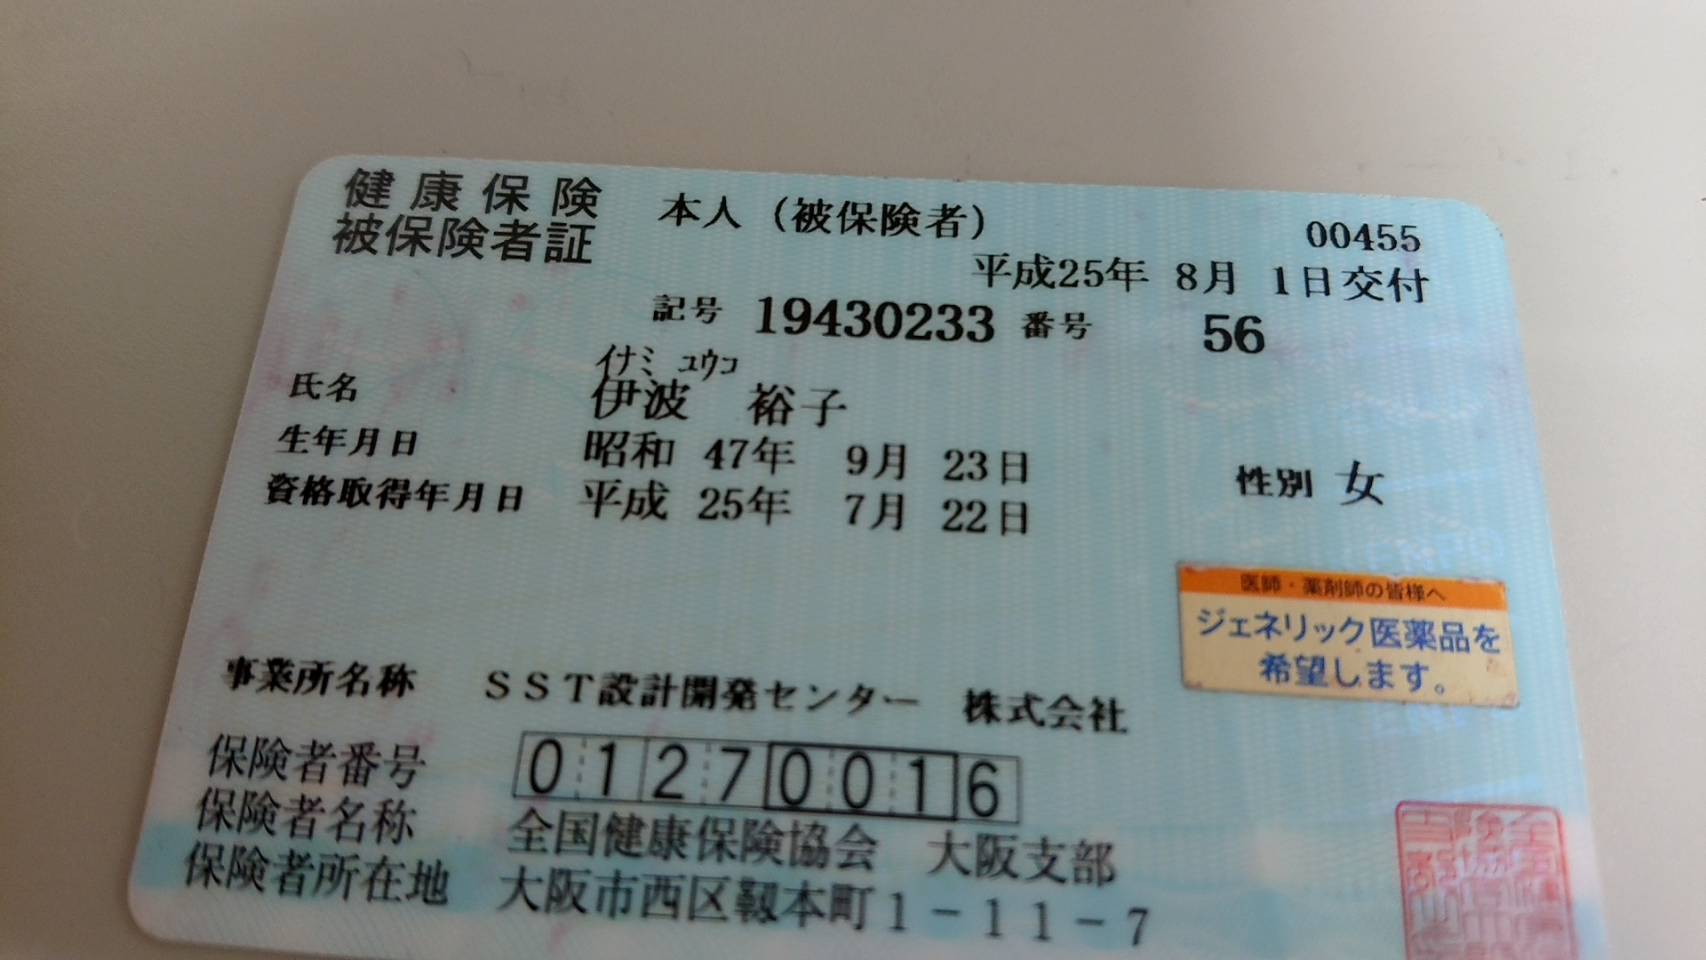 健康保険 本人(被保険者) 00455
被保険者証
平成25年 8月 1日交付
記号 19430233 番号 56
イナミ ユウコ
氏名 伊波 裕子
生年月日 昭和 47年 9月 23日 性別 女
資格取得年月日 平成 25年 7月 22日
医師・薬剤師の皆様へ
ジェネリック医薬品を
希望します。
事業所名称 SST設計開発センター 株式会社
保険者番号 01270016
保険者名称 全国健康保険協会 大阪支部
保険者所在地 大阪市西区靱本町1-11-7